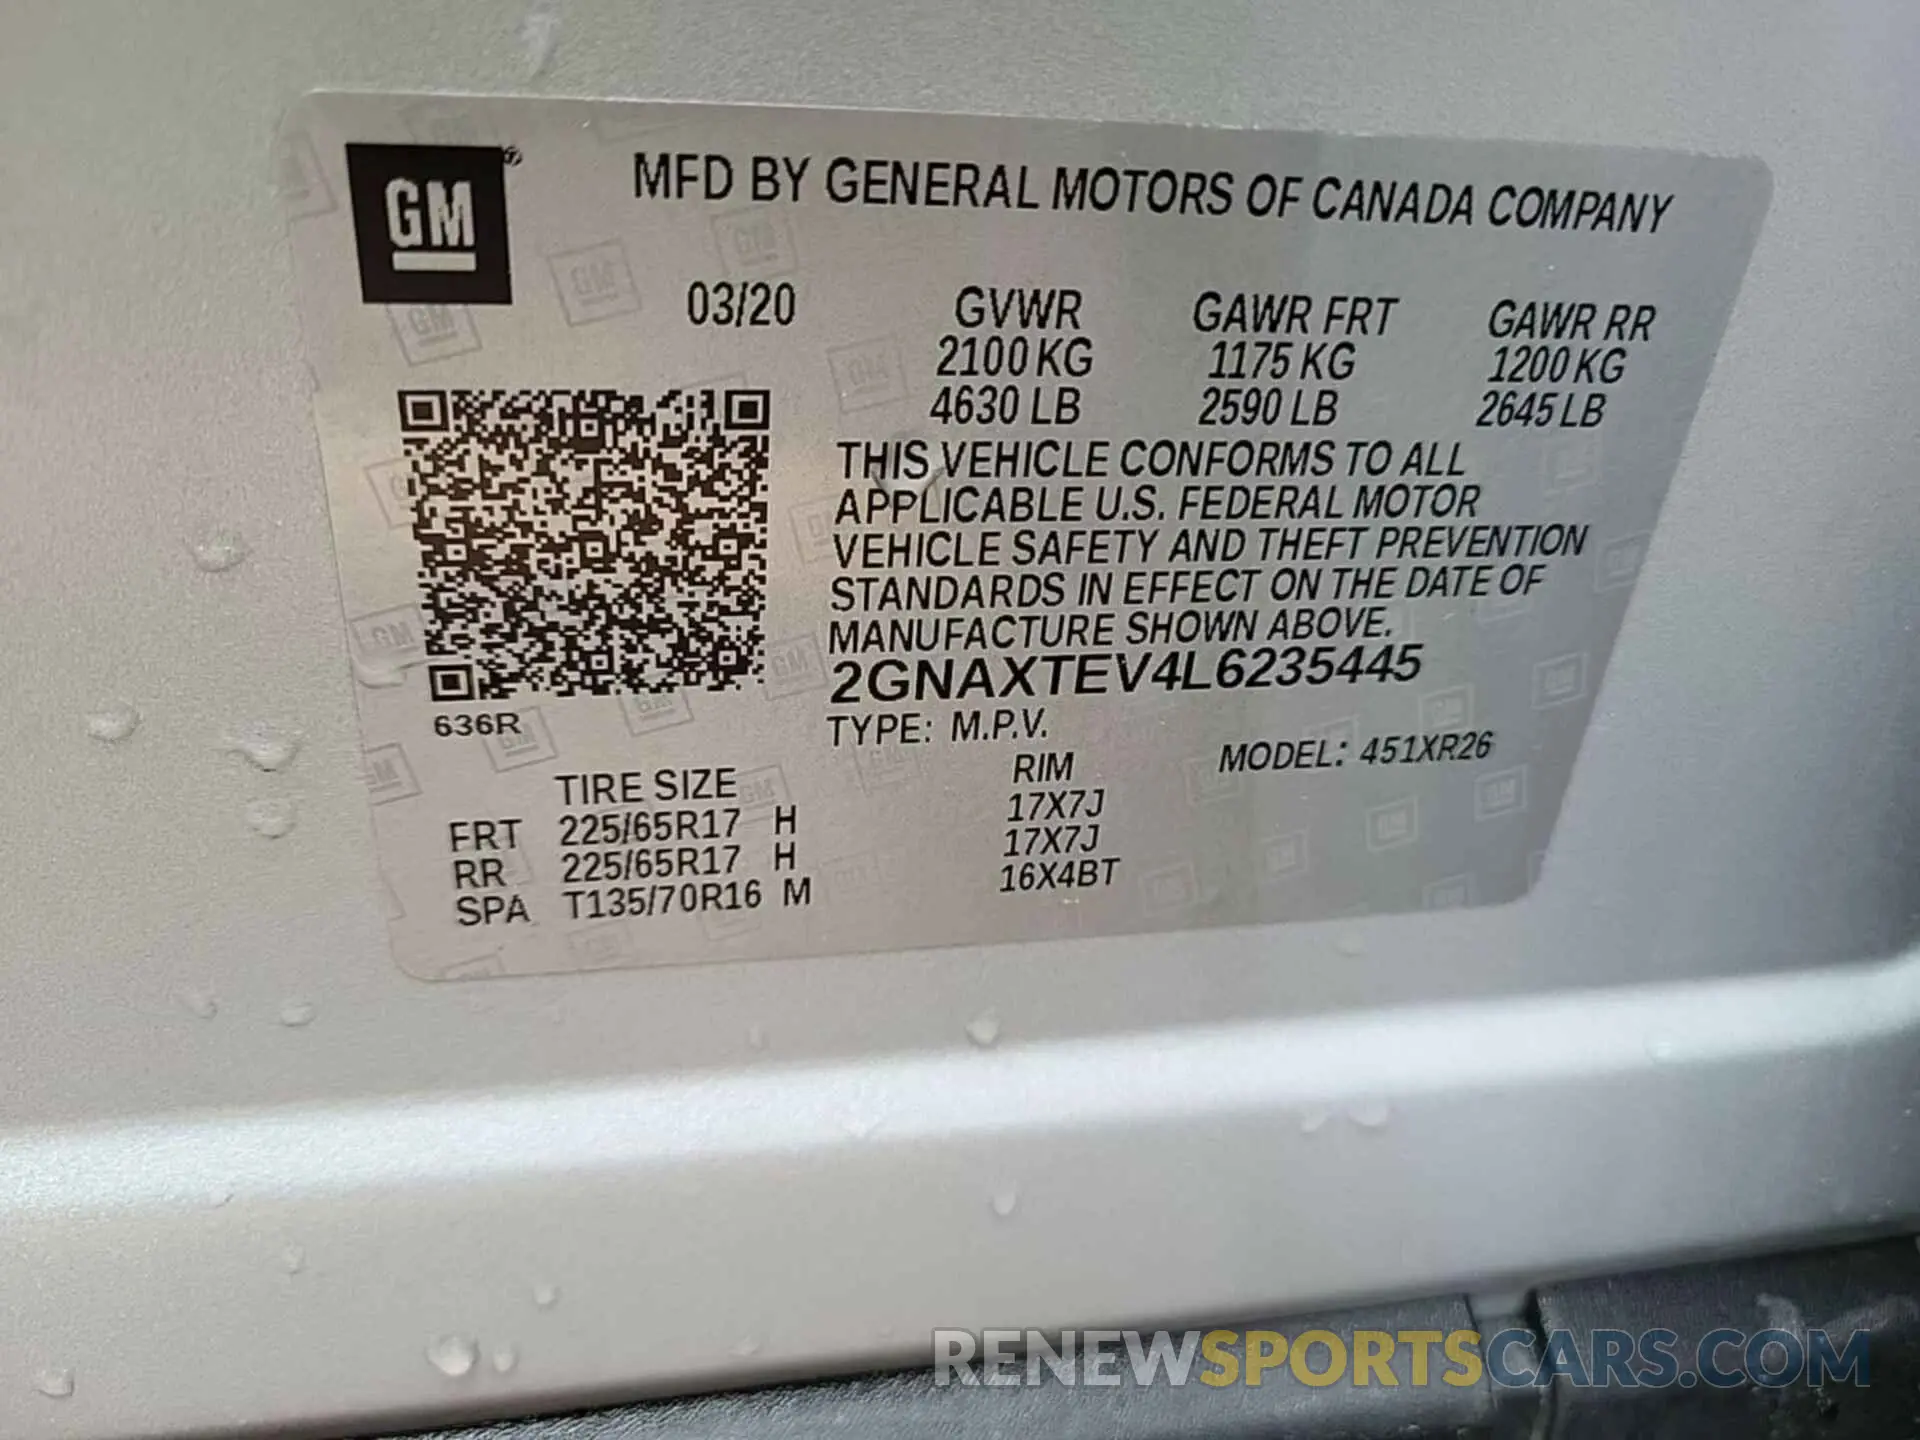 GM®
MFD BY GENERAL MOTORS OF CANADA COMPANY
03/20 GVWR GAWR FRT GAWR RR
2100 KG 1175 KG 1200 KG
4630 LB 2590 LB 2645 LB
THIS VEHICLE CONFORMS TO ALL
APPLICABLE U.S. FEDERAL MOTOR
VEHICLE SAFETY AND THEFT PREVENTION
STANDARDS IN EFFECT ON THE DATE OF
MANUFACTURE SHOWN ABOVE.
2GNAXTEV4L6235445
636R
TYPE: M.P.V.
MODEL: 451XR26
TIRE SIZE RIM
FRT 225/65R17 H 17X7J
RR 225/65R17 H 17X7J
SPA T135/70R16 M 16X4BT
RENEWSPORTSCARS.COM